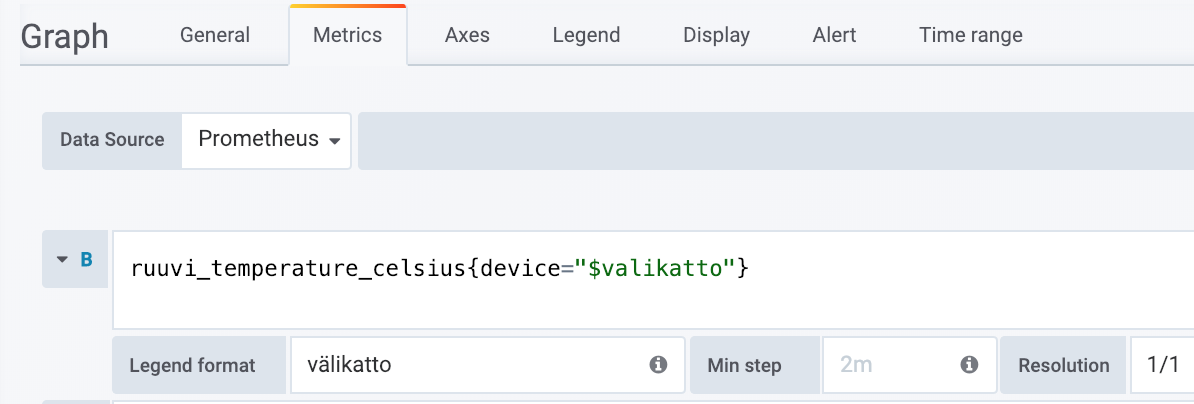 Graph General Metrics Axes Legend Display Alert Time range
Data Source Prometheus
B ruuvi_temperature_celsius{device="$valikatto"}
Legend format välikatto Min step 2m Resolution 1/1